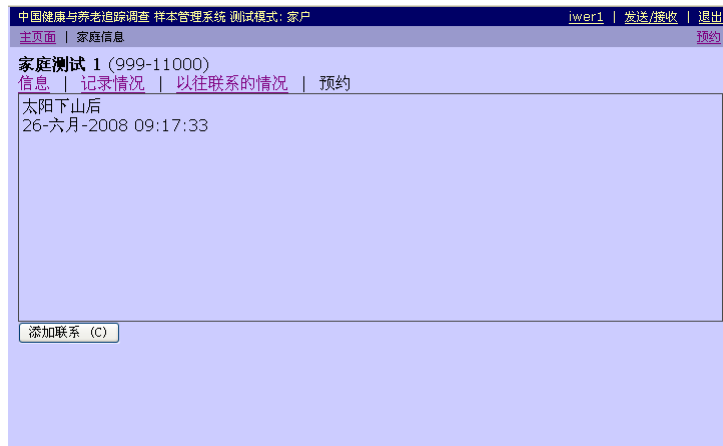 中国健康与养老追踪调查 样本管理系统 测试模式: 家户 iwer1 | 发送/接收 | 退出
主页面 | 家庭信息 预约
家庭测试 1 (999-11000)
信息 | 记录情况 | 以往联系的情况 | 预约
太阳下山后
26-六月-2008 09:17:33
添加联系 (C)